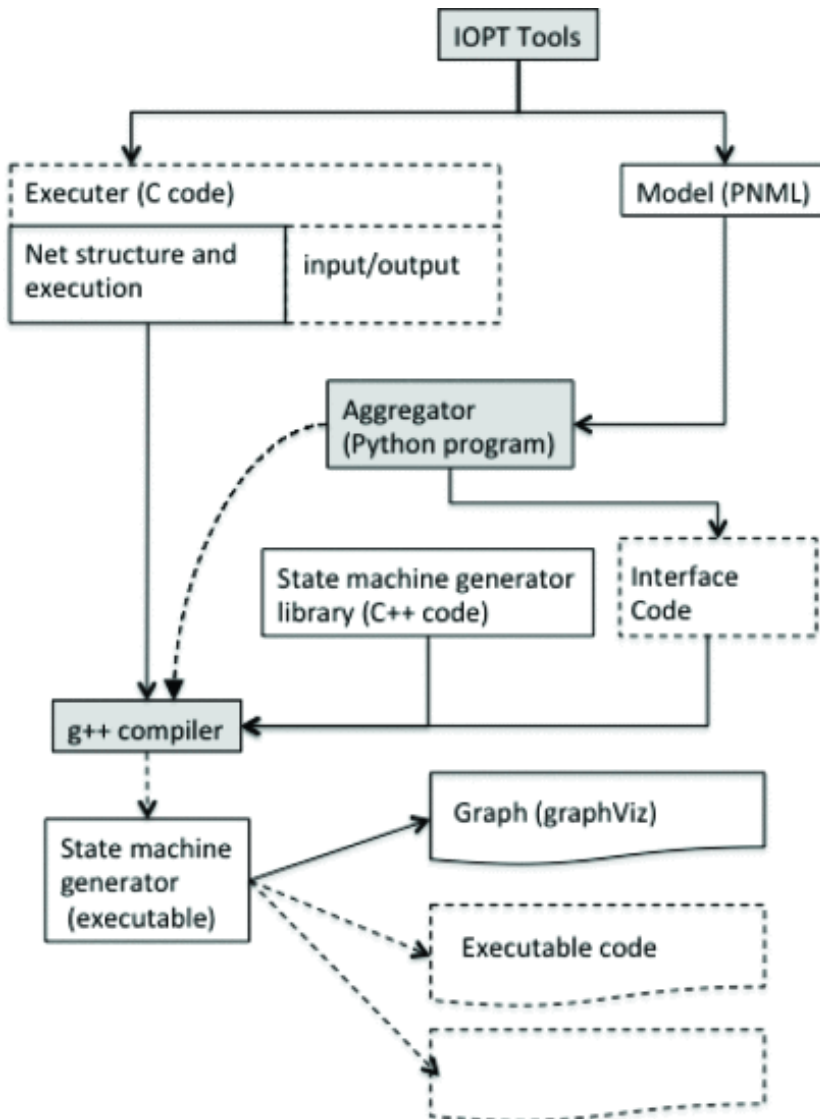 IOPT Tools
Executer (C code)
Model (PNML)
Net structure and
execution
input/output
Aggregator
(Python program)
State machine generator
library (C++ code)
Interface
Code
g++ compiler
Graph (graphViz)
State machine
generator
(executable)
Executable code